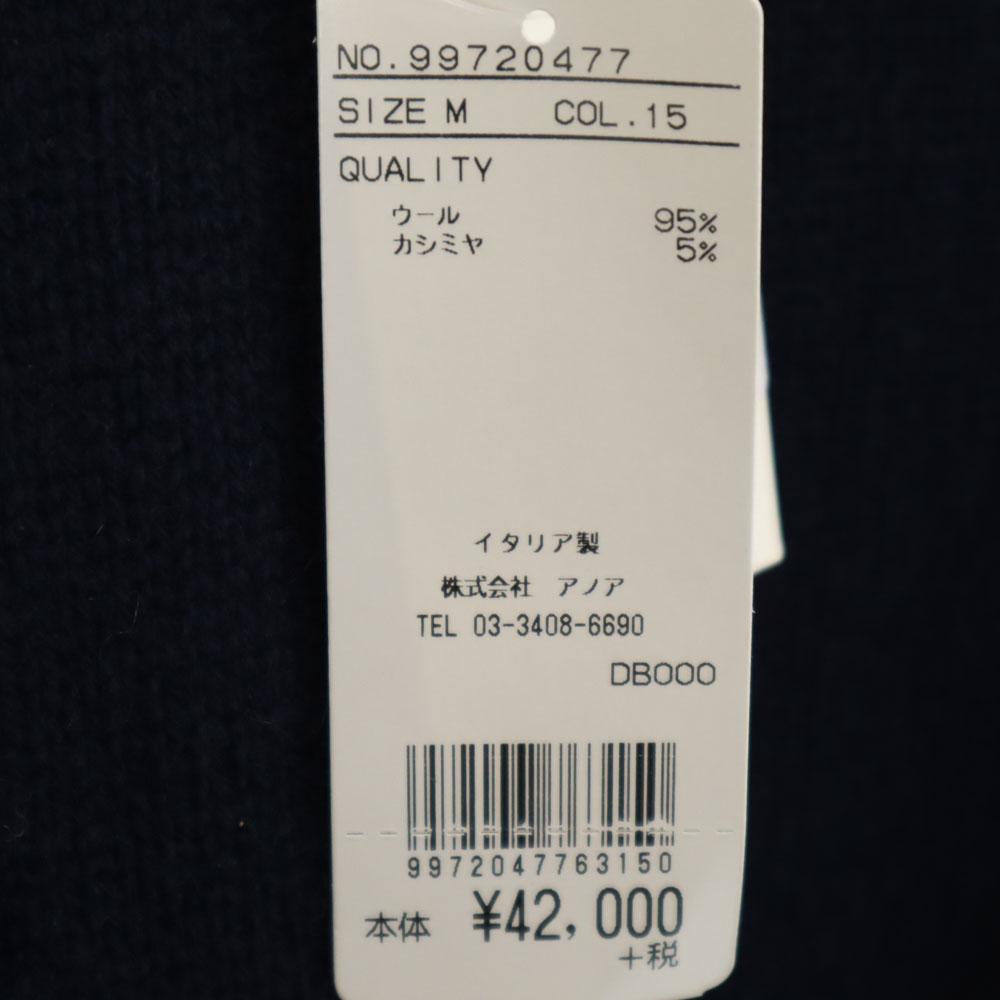 NO.99720477
SIZE M COL.15
QUALITY
ウール 95%
カシミヤ 5%
イタリア製
株式会社 アノア
TEL 03-3408-6690
DB000
9972047763150
本体 ¥42,000
+税